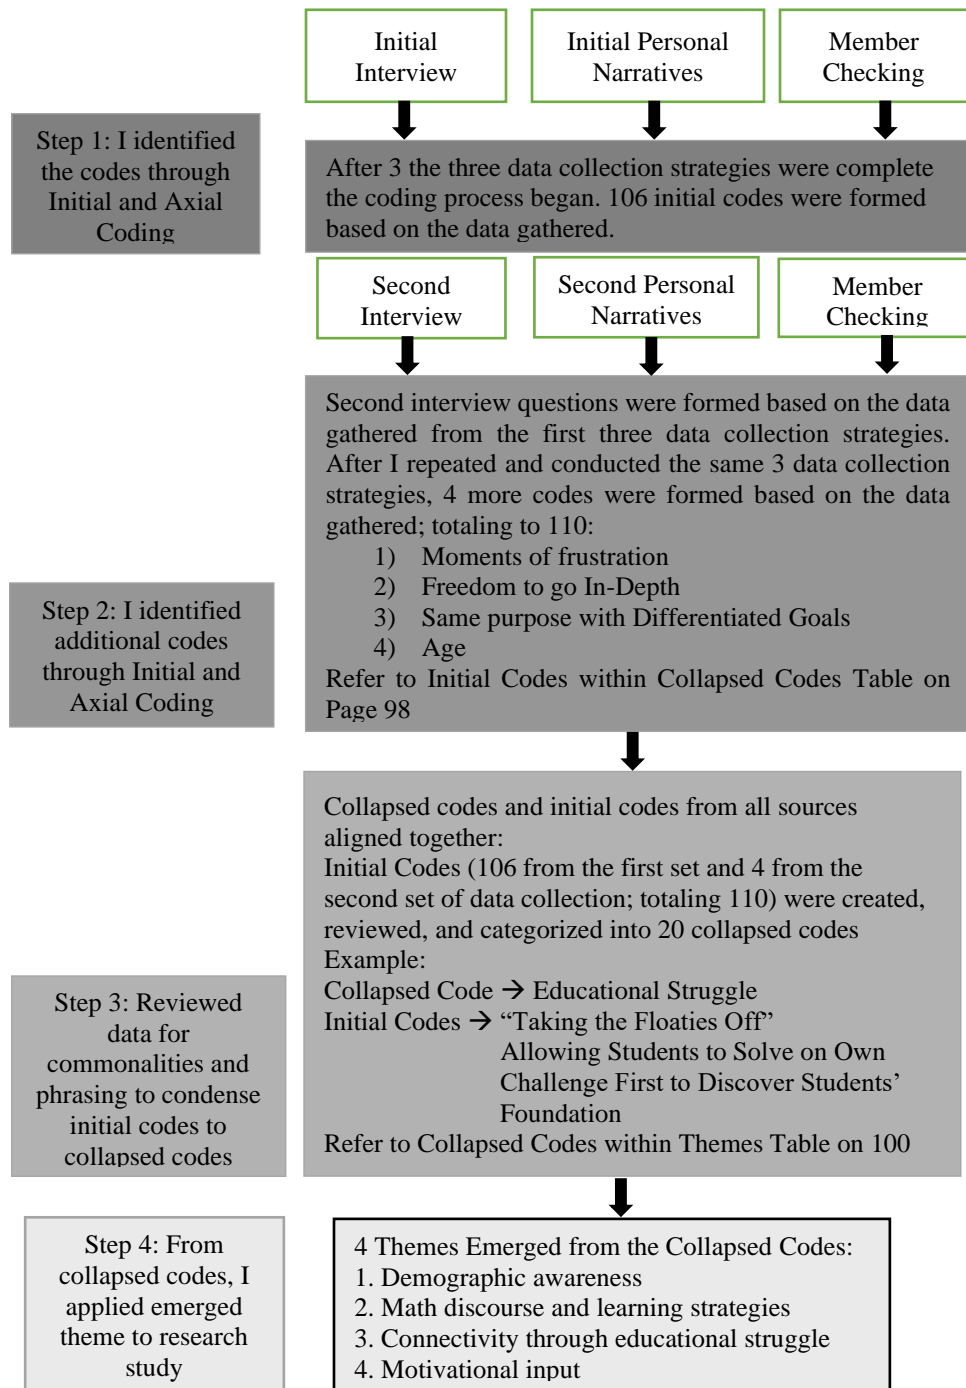 Initial
Interview
Initial Personal
Narratives
Member
Checking
Step 1: I identified
the codes through
Initial and Axial
Coding
After 3 the three data collection strategies were complete
the coding process began. 106 initial codes were formed
based on the data gathered.
Second
Interview
Second Personal
Narratives
Member
Checking
Second interview questions were formed based on the data
gathered from the first three data collection strategies.
After I repeated and conducted the same 3 data collection
strategies, 4 more codes were formed based on the data
gathered; totaling to 110:
1) Moments of frustration
2) Freedom to go In-Depth
3) Same purpose with Differentiated Goals
4) Age
Refer to Initial Codes within Collapsed Codes Table on
Page 98
Step 2: I identified
additional codes
through Initial and
Axial Coding
Collapsed codes and initial codes from all sources
aligned together:
Initial Codes (106 from the first set and 4 from the
second set of data collection; totaling 110) were created,
reviewed, and categorized into 20 collapsed codes
Example:
Collapsed Code → Educational Struggle
Initial Codes → “Taking the Floaties Off”
Allowing Students to Solve on Own
Challenge First to Discover Students’
Foundation
Refer to Collapsed Codes within Themes Table on 100
Step 3: Reviewed
data for
commonalities and
phrasing to condense
initial codes to
collapsed codes
Step 4: From
collapsed codes, I
applied emerged
theme to research
study
4 Themes Emerged from the Collapsed Codes:
1. Demographic awareness
2. Math discourse and learning strategies
3. Connectivity through educational struggle
4. Motivational input